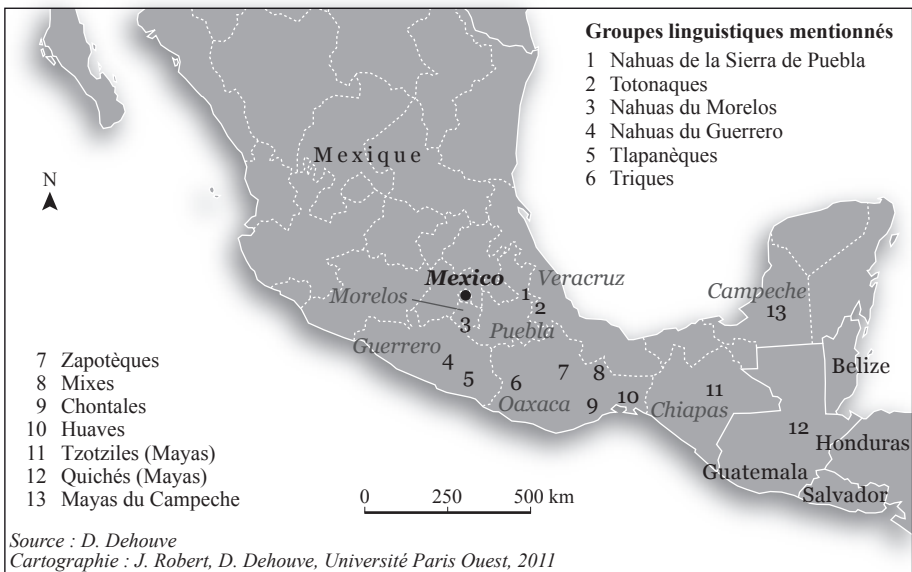 Groupes linguistiques mentionnés
1 Nahuas de la Sierra de Puebla
2 Totonaques
3 Nahuas du Morelos
4 Nahuas du Guerrero
5 Tlapanèques
6 Triques
Mexique
N
Mexico
Veracruz
Morelos
1
2
3
Puebla
Campeche
13
Guerrero
4
5
6
7
8
9
10
11
Oaxaca
Chiapas
Belize
12
Honduras
Guatemala
Salvador
7 Zapotèques
8 Mixes
9 Chontales
10 Huaves
11 Tzotziles (Mayas)
12 Quichés (Mayas)
13 Mayas du Campeche
0 250 500 km
Source : D. Dehouve
Cartographie : J. Robert, D. Dehouve, Université Paris Ouest, 2011